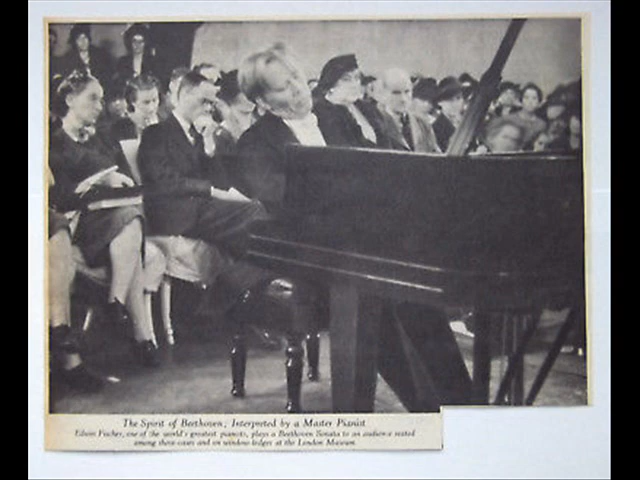 The Spirit of Beethoven; Interpreted by a Master Pianist
Edwin Fischer, one of the world's greatest pianists, plays a Beethoven Sonata to an audience seated
among show-cases and on window-ledges at the London Museum